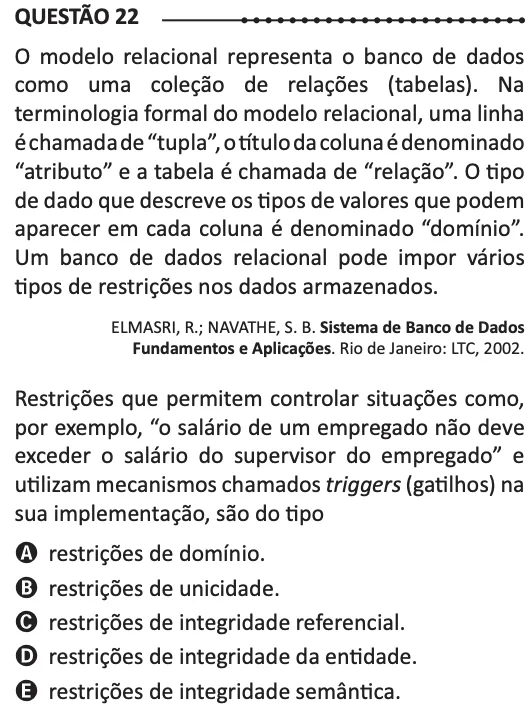 QUESTÃO 22
O modelo relacional representa o banco de dados
como uma coleção de relações (tabelas). Na
terminologia formal do modelo relacional, uma linha
é chamada de “tupla”, o título da coluna é denominado
“atributo” e a tabela é chamada de “relação”. O tipo
de dado que descreve os tipos de valores que podem
aparecer em cada coluna é denominado “domínio”.
Um banco de dados relacional pode impor vários
tipos de restrições nos dados armazenados.
ELMASRI, R.; NAVATHE, S. B. Sistema de Banco de Dados
Fundamentos e Aplicações. Rio de Janeiro: LTC, 2002.
Restrições que permitem controlar situações como,
por exemplo, “o salário de um empregado não deve
exceder o salário do supervisor do empregado” e
utilizam mecanismos chamados triggers (gatilhos) na
sua implementação, são do tipo
A restrições de domínio.
B restrições de unicidade.
C restrições de integridade referencial.
D restrições de integridade da entidade.
E restrições de integridade semântica.